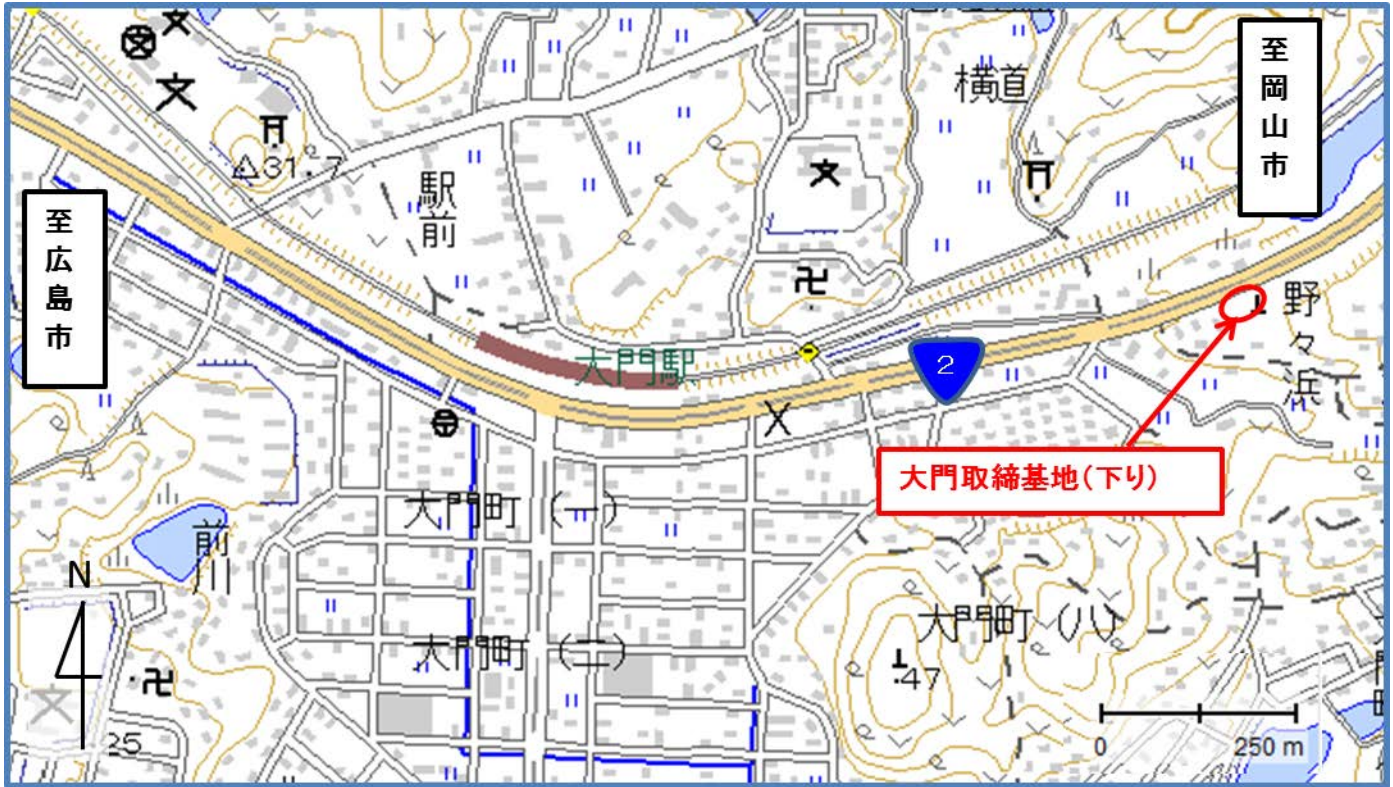 至岡山市
横道
31.7
駅前
至広島市
大門駅
2
野々浜
大門取締基地(下り)
大門町(一)
前川
N
大門町(八)
大門町(二)
47
25
0 250 m